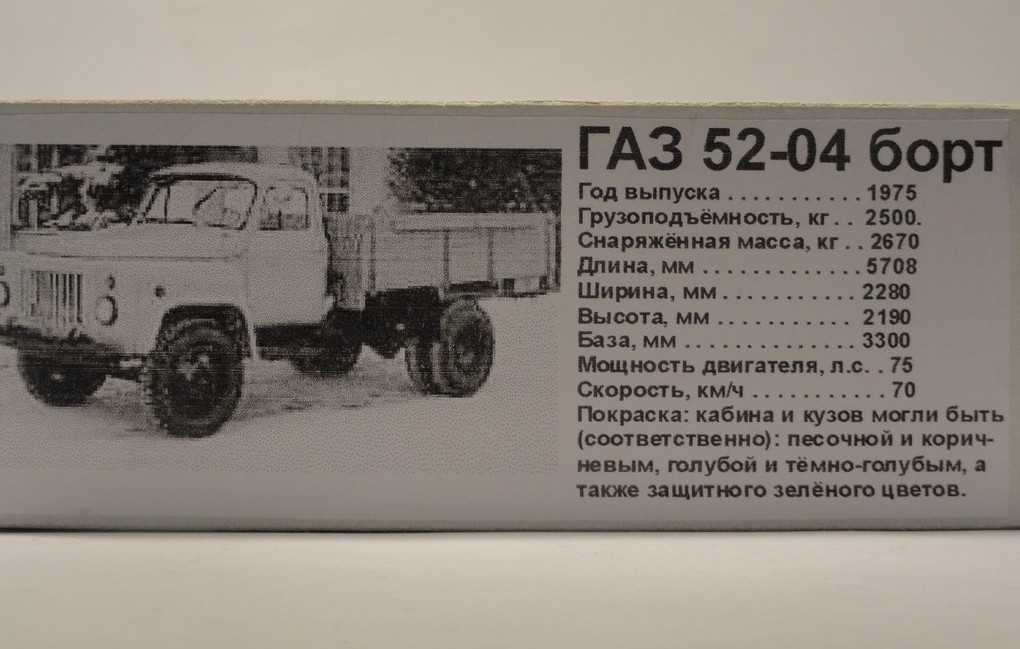 ГАЗ 52-04 борт
Год выпуска . . . . . . . . . . . 1975
Грузоподъёмность, кг . . 2500.
Снаряжённая масса, кг . . 2670
Длина, мм . . . . . . . . . . . . . 5708
Ширина, мм . . . . . . . . . . . 2280
Высота, мм . . . . . . . . . . . 2190
База, мм . . . . . . . . . . . . . . 3300
Мощность двигателя, л.с. . 75
Скорость, км/ч . . . . . . . . . . . 70
Покраска: кабина и кузов могли быть
(соответственно): песочной и корич-
невым, голубой и тёмно-голубым, а
также защитного зелёного цветов.